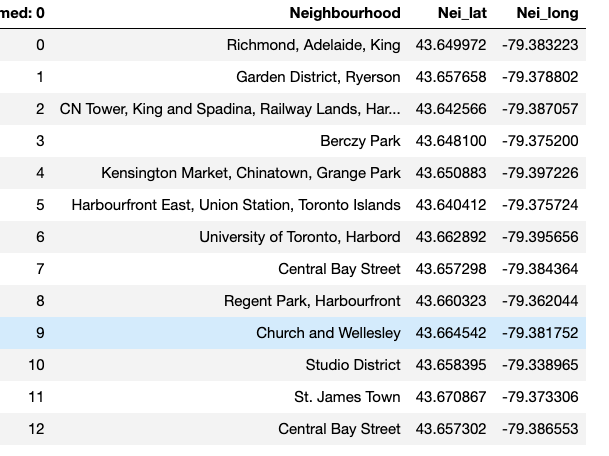 med: 0 Neighbourhood Nei_lat Nei_long
0 Richmond, Adelaide, King 43.649972 -79.383223
1 Garden District, Ryerson 43.657658 -79.378802
2 CN Tower, King and Spadina, Railway Lands, Har... 43.642566 -79.387057
3 Berczy Park 43.648100 -79.375200
4 Kensington Market, Chinatown, Grange Park 43.650883 -79.397226
5 Harbourfront East, Union Station, Toronto Islands 43.640412 -79.375724
6 University of Toronto, Harbord 43.662892 -79.395656
7 Central Bay Street 43.657298 -79.384364
8 Regent Park, Harbourfront 43.660323 -79.362044
9 Church and Wellesley 43.664542 -79.381752
10 Studio District 43.658395 -79.338965
11 St. James Town 43.670867 -79.373306
12 Central Bay Street 43.657302 -79.386553